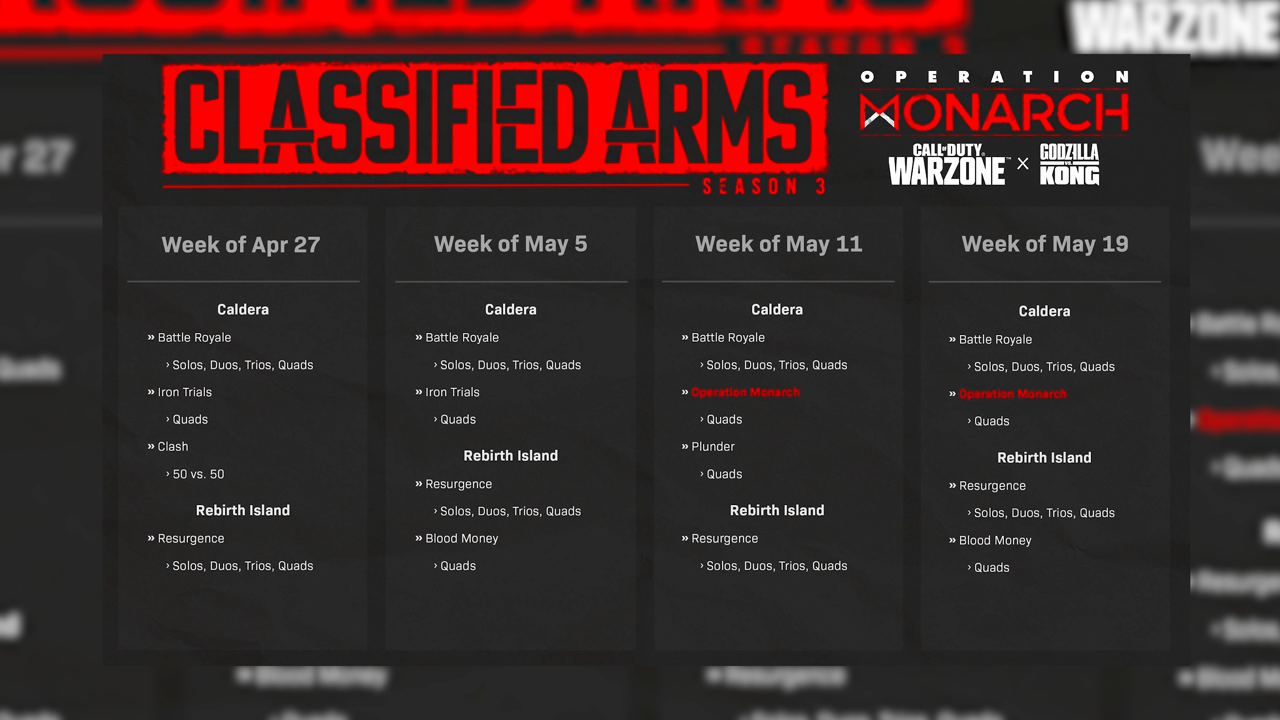 CLASSIFIED ARMS
SEASON 3
OPERATION
MONARCH
CALL OF DUTY
WARZONE™ × GODZILLA VS. KONG
Week of Apr 27
Caldera
» Battle Royale
› Solos, Duos, Trios, Quads
» Iron Trials
› Quads
» Clash
› 50 vs. 50
Rebirth Island
» Resurgence
› Solos, Duos, Trios, Quads
Week of May 5
Caldera
» Battle Royale
› Solos, Duos, Trios, Quads
» Iron Trials
› Quads
Rebirth Island
» Resurgence
› Solos, Duos, Trios, Quads
» Blood Money
› Quads
Week of May 11
Caldera
» Battle Royale
› Solos, Duos, Trios, Quads
» Operation Monarch
› Quads
» Plunder
› Quads
Rebirth Island
» Resurgence
› Solos, Duos, Trios, Quads
Week of May 19
Caldera
» Battle Royale
› Solos, Duos, Trios, Quads
» Operation Monarch
› Quads
Rebirth Island
» Resurgence
› Solos, Duos, Trios, Quads
» Blood Money
› Quads